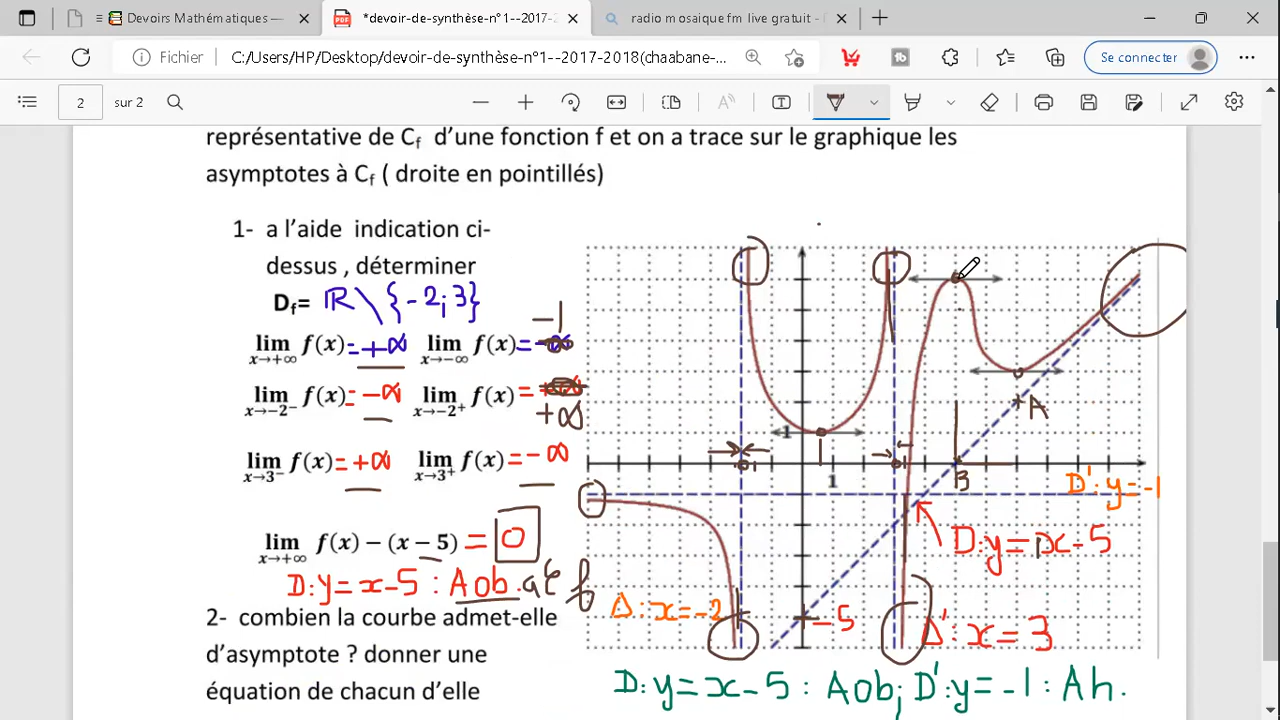 Devoirs Mathématiques —
*devoir-de-synthèse-n°1--2017-2
radio mosaique fm live gratuit - (
Fichier
C:/Users/HP/Desktop/devoir-de-synthèse-n°1--2017-2018(chaabane-...
Se connecter
2 sur 2
représentative de Cf d'une fonction f et on a trace sur le graphique les
asymptotes à Cf ( droite en pointillés)
1- a l'aide indication ci-
dessus , déterminer
Df= ℝ \ {-2;3}
lim x→+∞ f(x) = +∞ lim x→−∞ f(x) = -1
lim x→−2⁻ f(x) = -∞ lim x→−2⁺ f(x) = +∞
lim x→3⁻ f(x) = +∞ lim x→3⁺ f(x) = -∞
lim x→+∞ f(x) − (x − 5) = 0
D: y = x-5 : Aob. at f
2- combien la courbe admet-elle
d'asymptote ? donner une
équation de chacun d'elle
1
1
A
B
D': y = -1
D: y = x - 5
Δ: x = -2
-5
Δ': x = 3
D: y = x-5 : Aob; D': y = -1 : Ah.